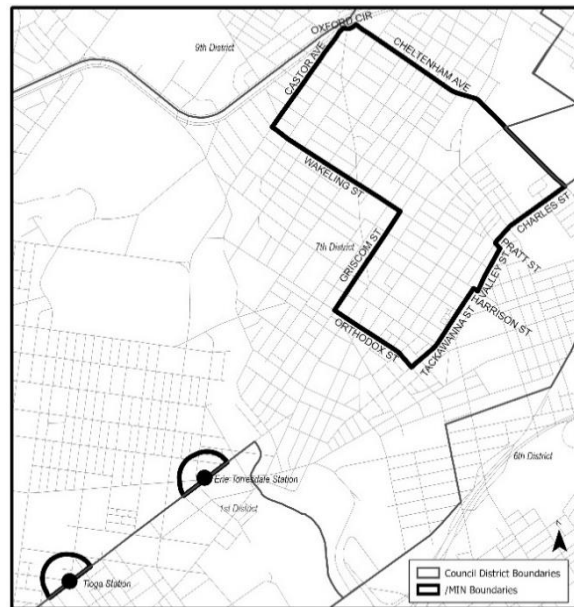 OXFORD CIR
9th District
CASTOR AVE
CHELTENHAM AVE
WAKELING ST
CHARLES ST
PRATT ST
7th District
GRISCOM ST
VALLEY ST
HARRISON ST
ORTHODOX ST
TACKAWANNA ST
6th District
Erie Torresdale Station
1st District
Tioga Station
Council District Boundaries
/MIN Boundaries